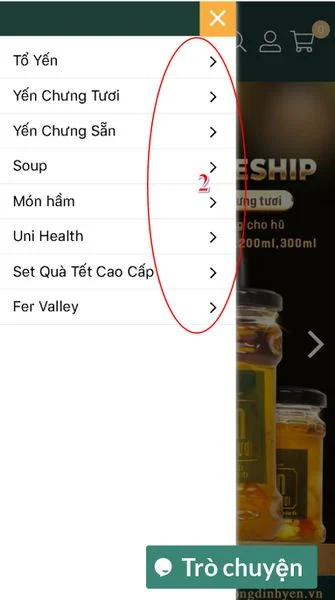 0
Tổ Yến
Yến Chưng Tươi
Yến Chưng Sẵn
Soup
2
Món hầm
Uni Health
Set Quà Tết Cao Cấp
Fer Valley
ESHIP
ưng tươi
g cho hũ
200ml,300ml
Trò chuyện
ongdinhyen.vn